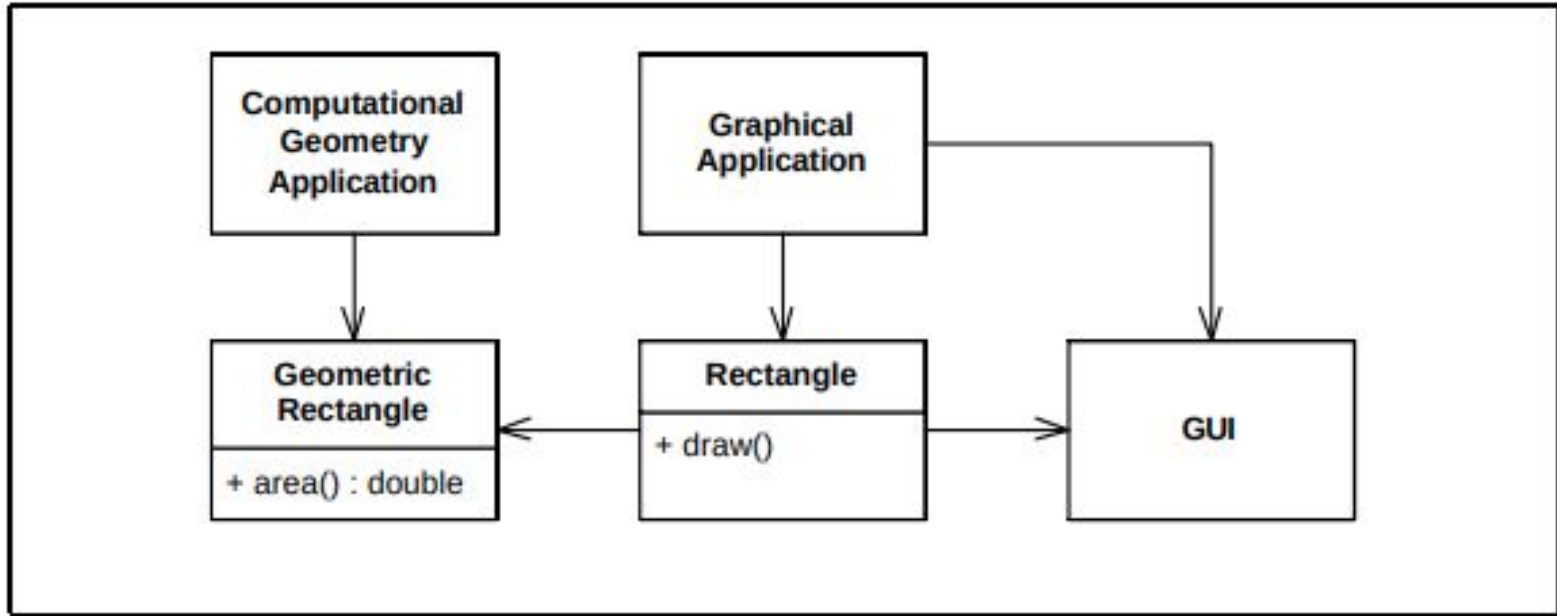 Computational
Geometry
Application
Graphical
Application
Geometric
Rectangle
+ area() : double
Rectangle
+ draw()
GUI